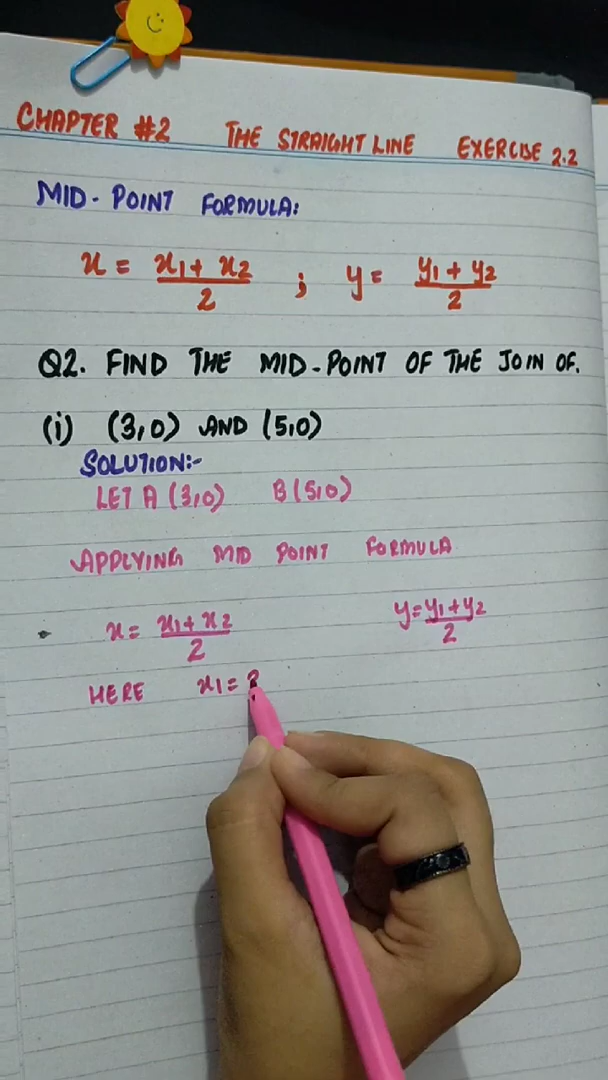 CHAPTER #2 THE STRAIGHT LINE EXERCISE 2.2
MID-POINT FORMULA:
x = x1 + x2 / 2 ; y = y1 + y2 / 2
Q2. FIND THE MID-POINT OF THE JOIN OF.
(i) (3,0) AND (5,0)
SOLUTION:-
LET A (3,0) B (5,0)
APPLYING MID POINT FORMULA
x = x1 + x2 / 2 y = y1 + y2 / 2
HERE x1 =